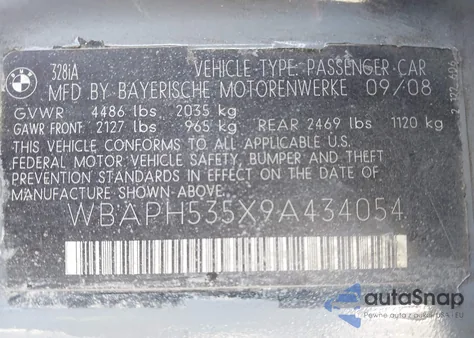 BMW
328iA VEHICLE-TYPE: PASSENGER-CAR
MFD BY BAYERISCHE MOTORENWERKE 09/08
GVWR 4486 lbs 2035 kg
GAWR FRONT 2127 lbs 965 kg REAR 2469 lbs 1120 kg
THIS VEHICLE CONFORMS TO ALL APPLICABLE U.S.
FEDERAL MOTOR VEHICLE SAFETY, BUMPER AND THEFT
PREVENTION STANDARDS IN EFFECT ON THE DATE OF
MANUFACTURE SHOWN ABOVE.
WBAPH535X9A434054
autoSnap